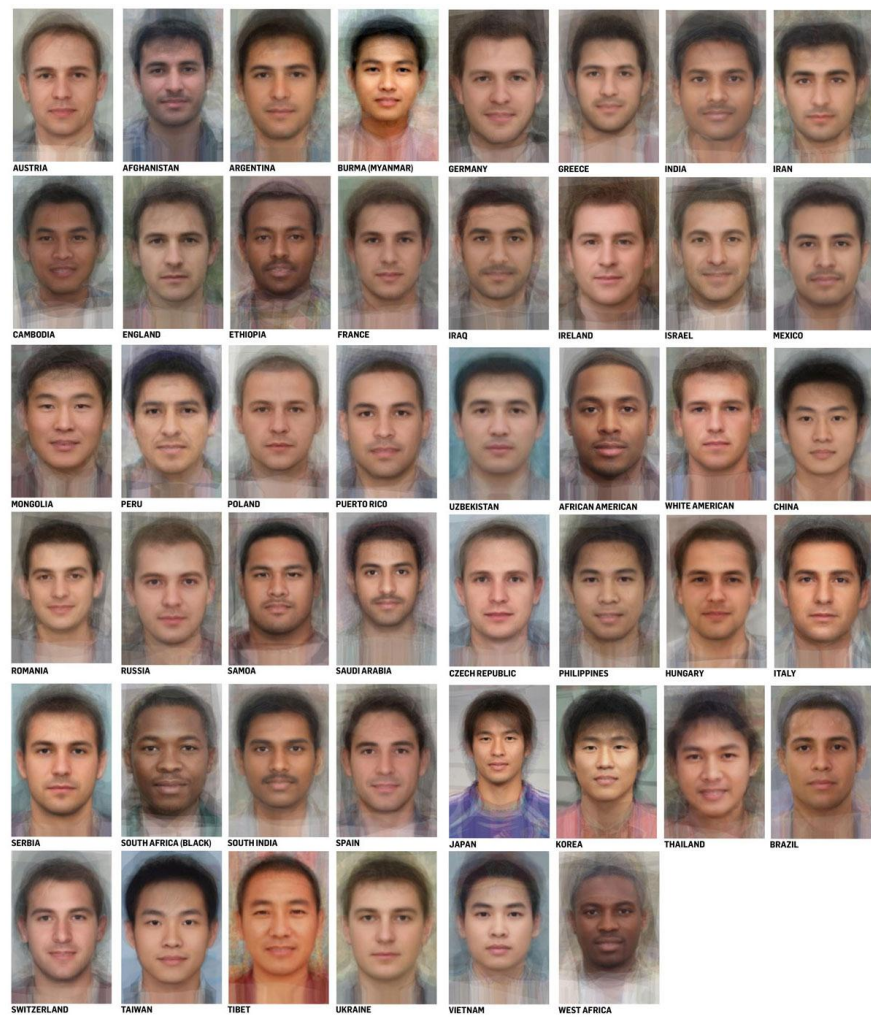 AUSTRIA AFGHANISTAN ARGENTINA BURMA (MYANMAR) GERMANY GREECE INDIA IRAN
CAMBODIA ENGLAND ETHIOPIA FRANCE IRAQ IRELAND ISRAEL MEXICO
MONGOLIA PERU POLAND PUERTO RICO UZBEKISTAN AFRICAN AMERICAN WHITE AMERICAN CHINA
ROMANIA RUSSIA SAMOA SAUDI ARABIA CZECH REPUBLIC PHILIPPINES HUNGARY ITALY
SERBIA SOUTH AFRICA (BLACK) SOUTH INDIA SPAIN JAPAN KOREA THAILAND BRAZIL
SWITZERLAND TAIWAN TIBET UKRAINE VIETNAM WEST AFRICA